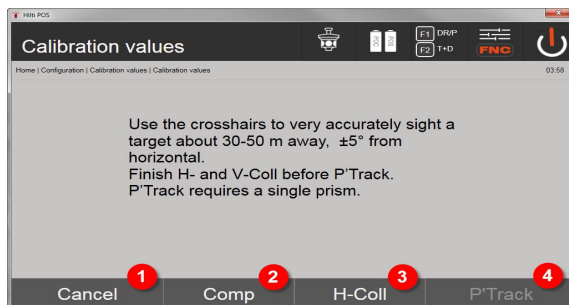 Hilti POS
Calibration values
POC
POS
F1 DR/P
F2 T+D
FNC
Home | Configuration | Calibration values | Calibration values
03:58
Use the crosshairs to very accurately sight a
target about 30-50 m away, ±5° from
horizontal.
Finish H- and V-Coll before P'Track.
P'Track requires a single prism.
1
2
3
4
Cancel
Comp
H-Coll
P'Track